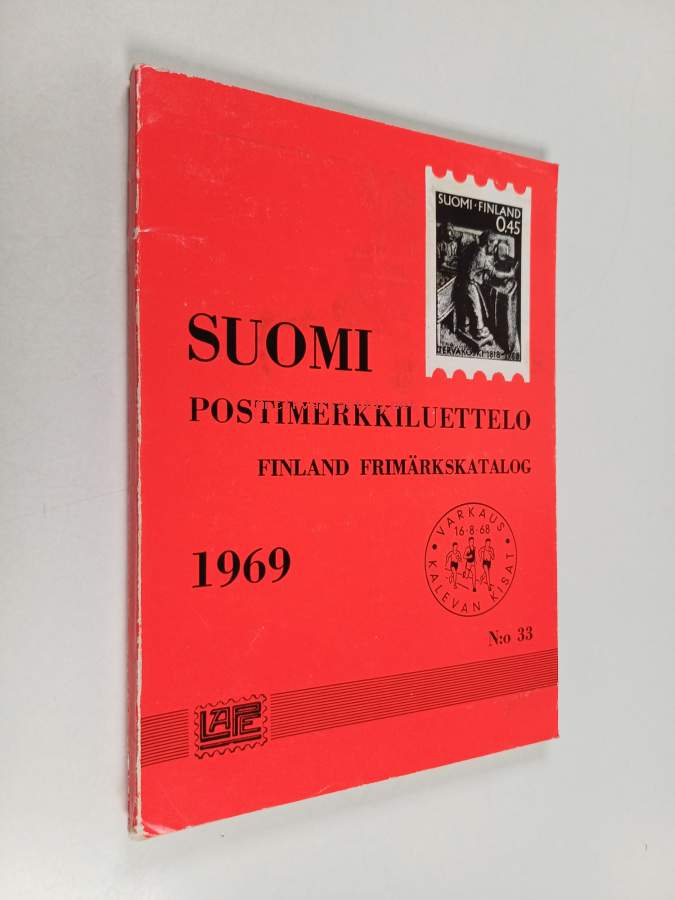 SUOMI·FINLAND
0.45
TERVAKOSKI 1818-1968
SUOMI
POSTIMERKKILUETTELO
FINLAND FRIMÄRKSKATALOG
VARKAUS
16·8·68
KALEVAN KISAT
1969
N:o 33
LAPE